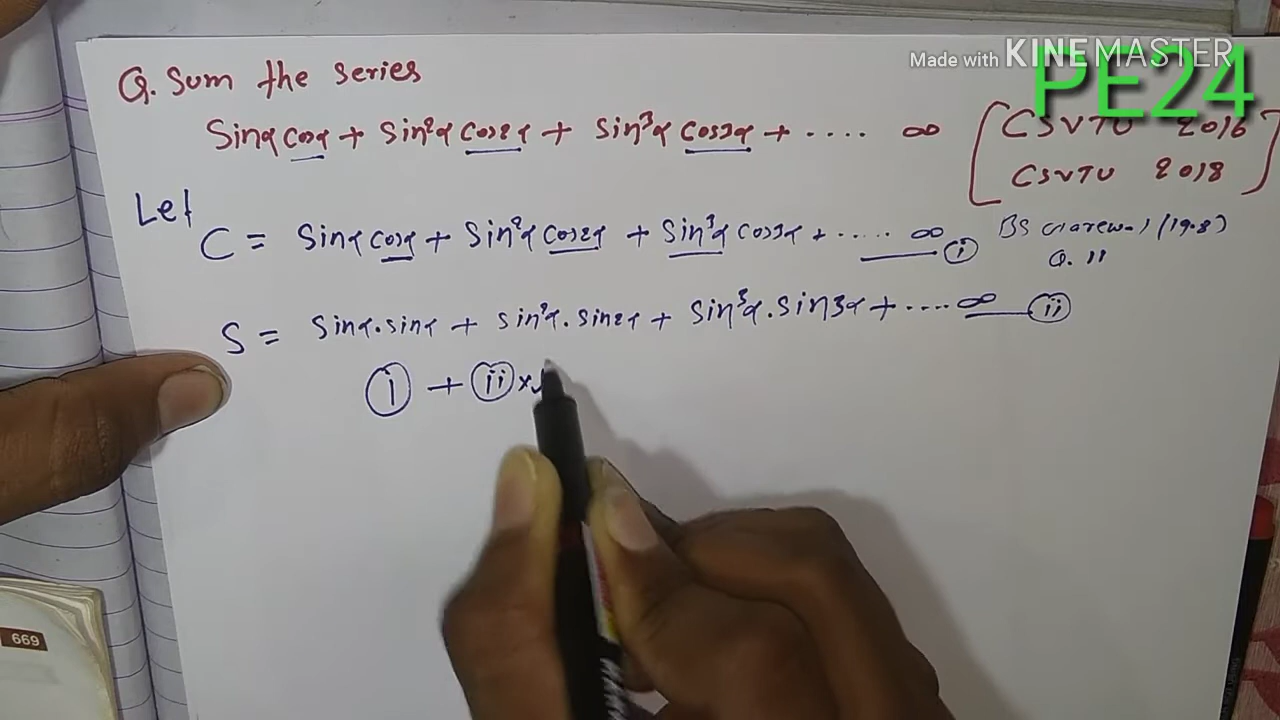 Made with KINEMASTER
PE24
Q. Sum the series
Sinα cosα + Sin²α Cos2α + Sin³α Cos3α + .... ∞ [CSVTU 2016
CSVTU 2018]
Let
C = Sinα cosα + Sin²α Cos2α + Sin³α Cos3α + ..... ∞ — (i)
BS Grarewal (19.8)
Q. 11
S = Sinα.sinα + sin²α.sin2α + Sin³α.Sin3α + .... ∞ — (ii)
(i) + (ii) ×
669